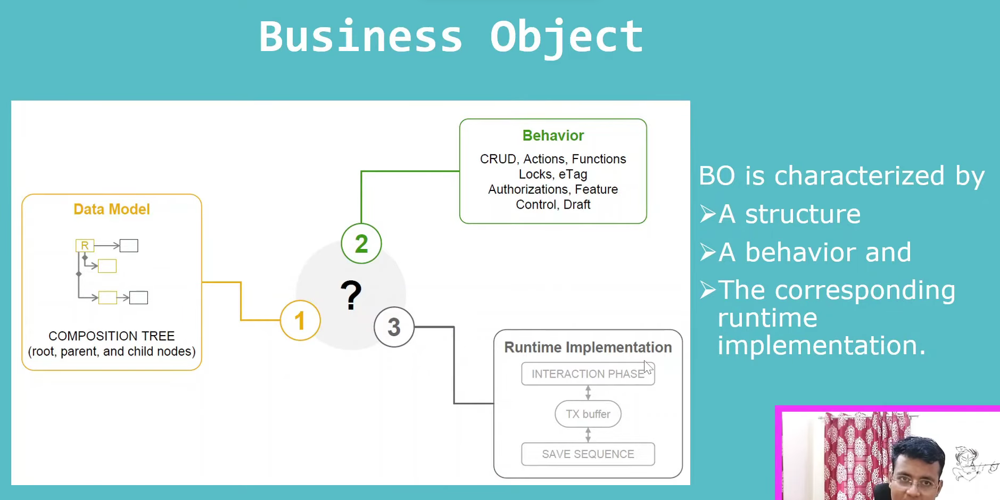 Business Object
Data Model
R
COMPOSITION TREE
(root, parent, and child nodes)
1
2
?
3
Behavior
CRUD, Actions, Functions
Locks, eTag
Authorizations, Feature
Control, Draft
Runtime Implementation
INTERACTION PHASE
TX buffer
SAVE SEQUENCE
BO is characterized by
➢A structure
➢A behavior and
➢The corresponding
runtime
implementation.